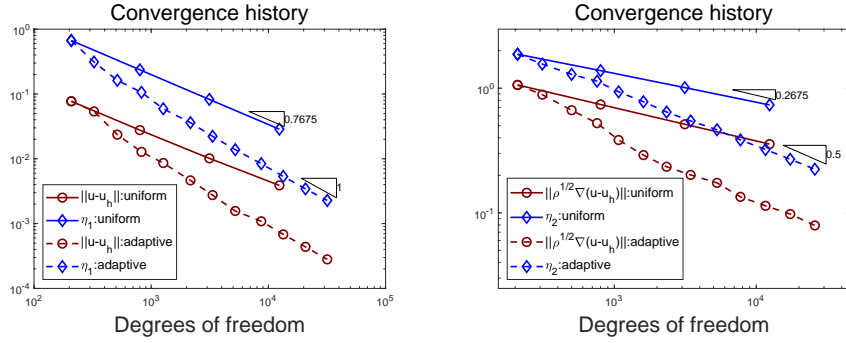 Convergence history
10^0
10^-1
10^-2
10^-3
10^-4
0.7675
1
||u-u_h||:uniform
η_1:uniform
||u-u_h||:adaptive
η_1:adaptive
10^2
10^3
10^4
10^5
Degrees of freedom
Convergence history
10^0
10^-1
0.2675
0.5
||ρ^1/2∇(u-u_h)||:uniform
η_2:uniform
||ρ^1/2∇(u-u_h)||:adaptive
η_2:adaptive
10^3
10^4
Degrees of freedom